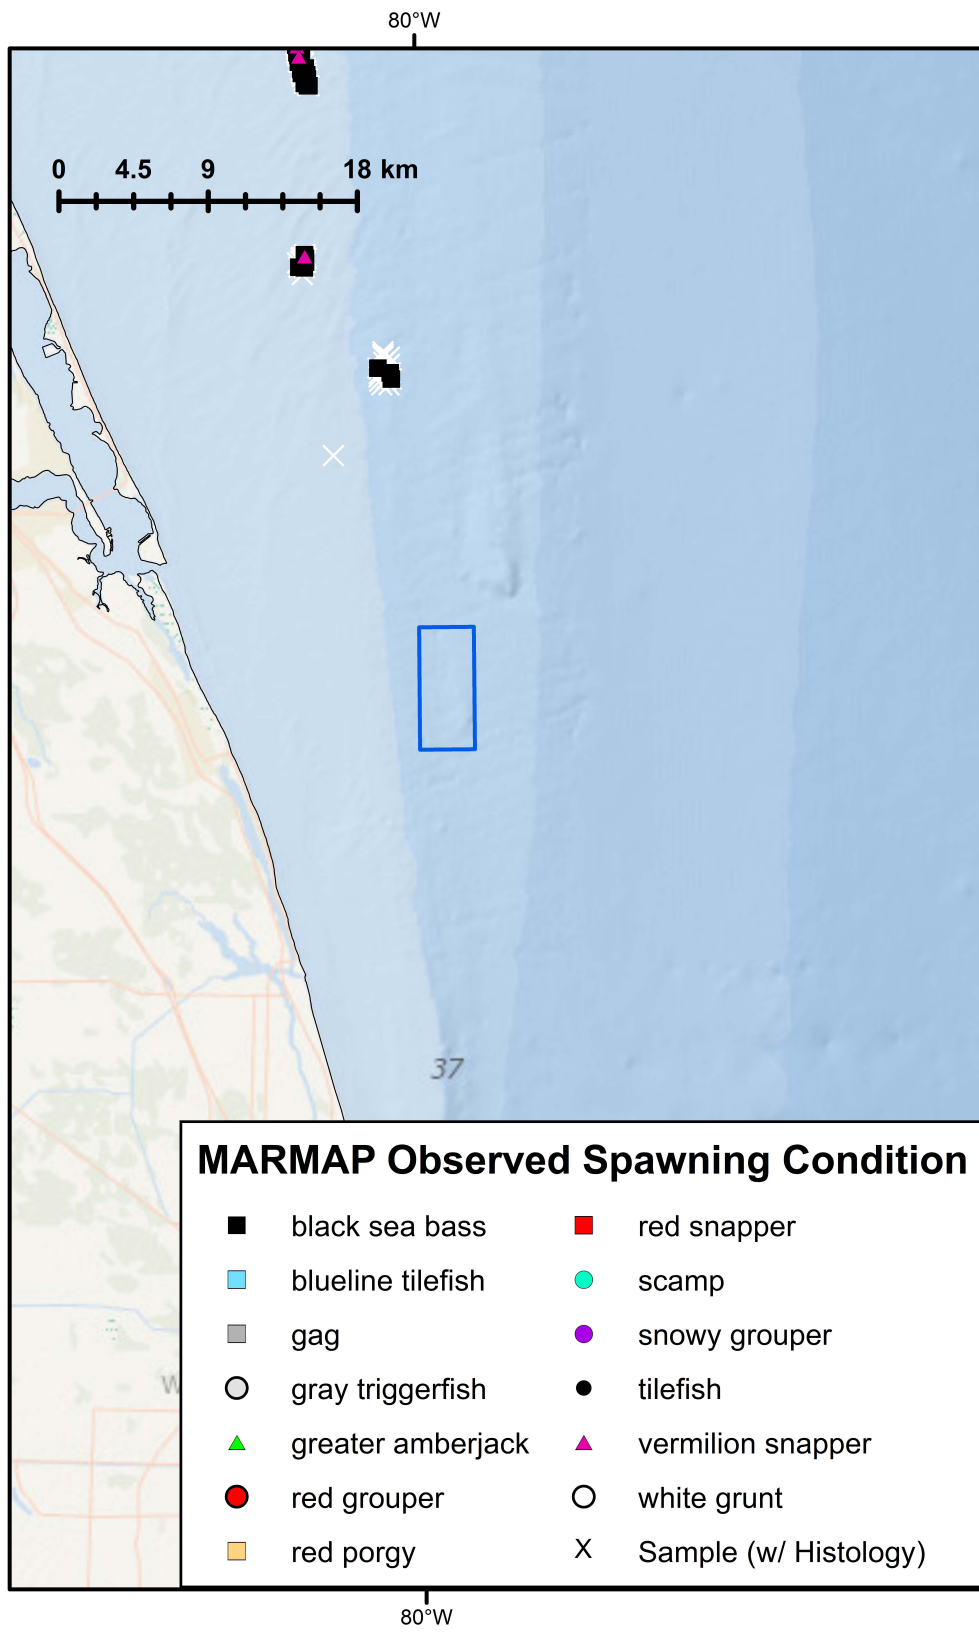 80°W
0 4.5 9 18 km
37
MARMAP Observed Spawning Condition
black sea bass
red snapper
blueline tilefish
scamp
gag
snowy grouper
gray triggerfish
tilefish
greater amberjack
vermilion snapper
red grouper
white grunt
red porgy
X Sample (w/ Histology)
W
80°W